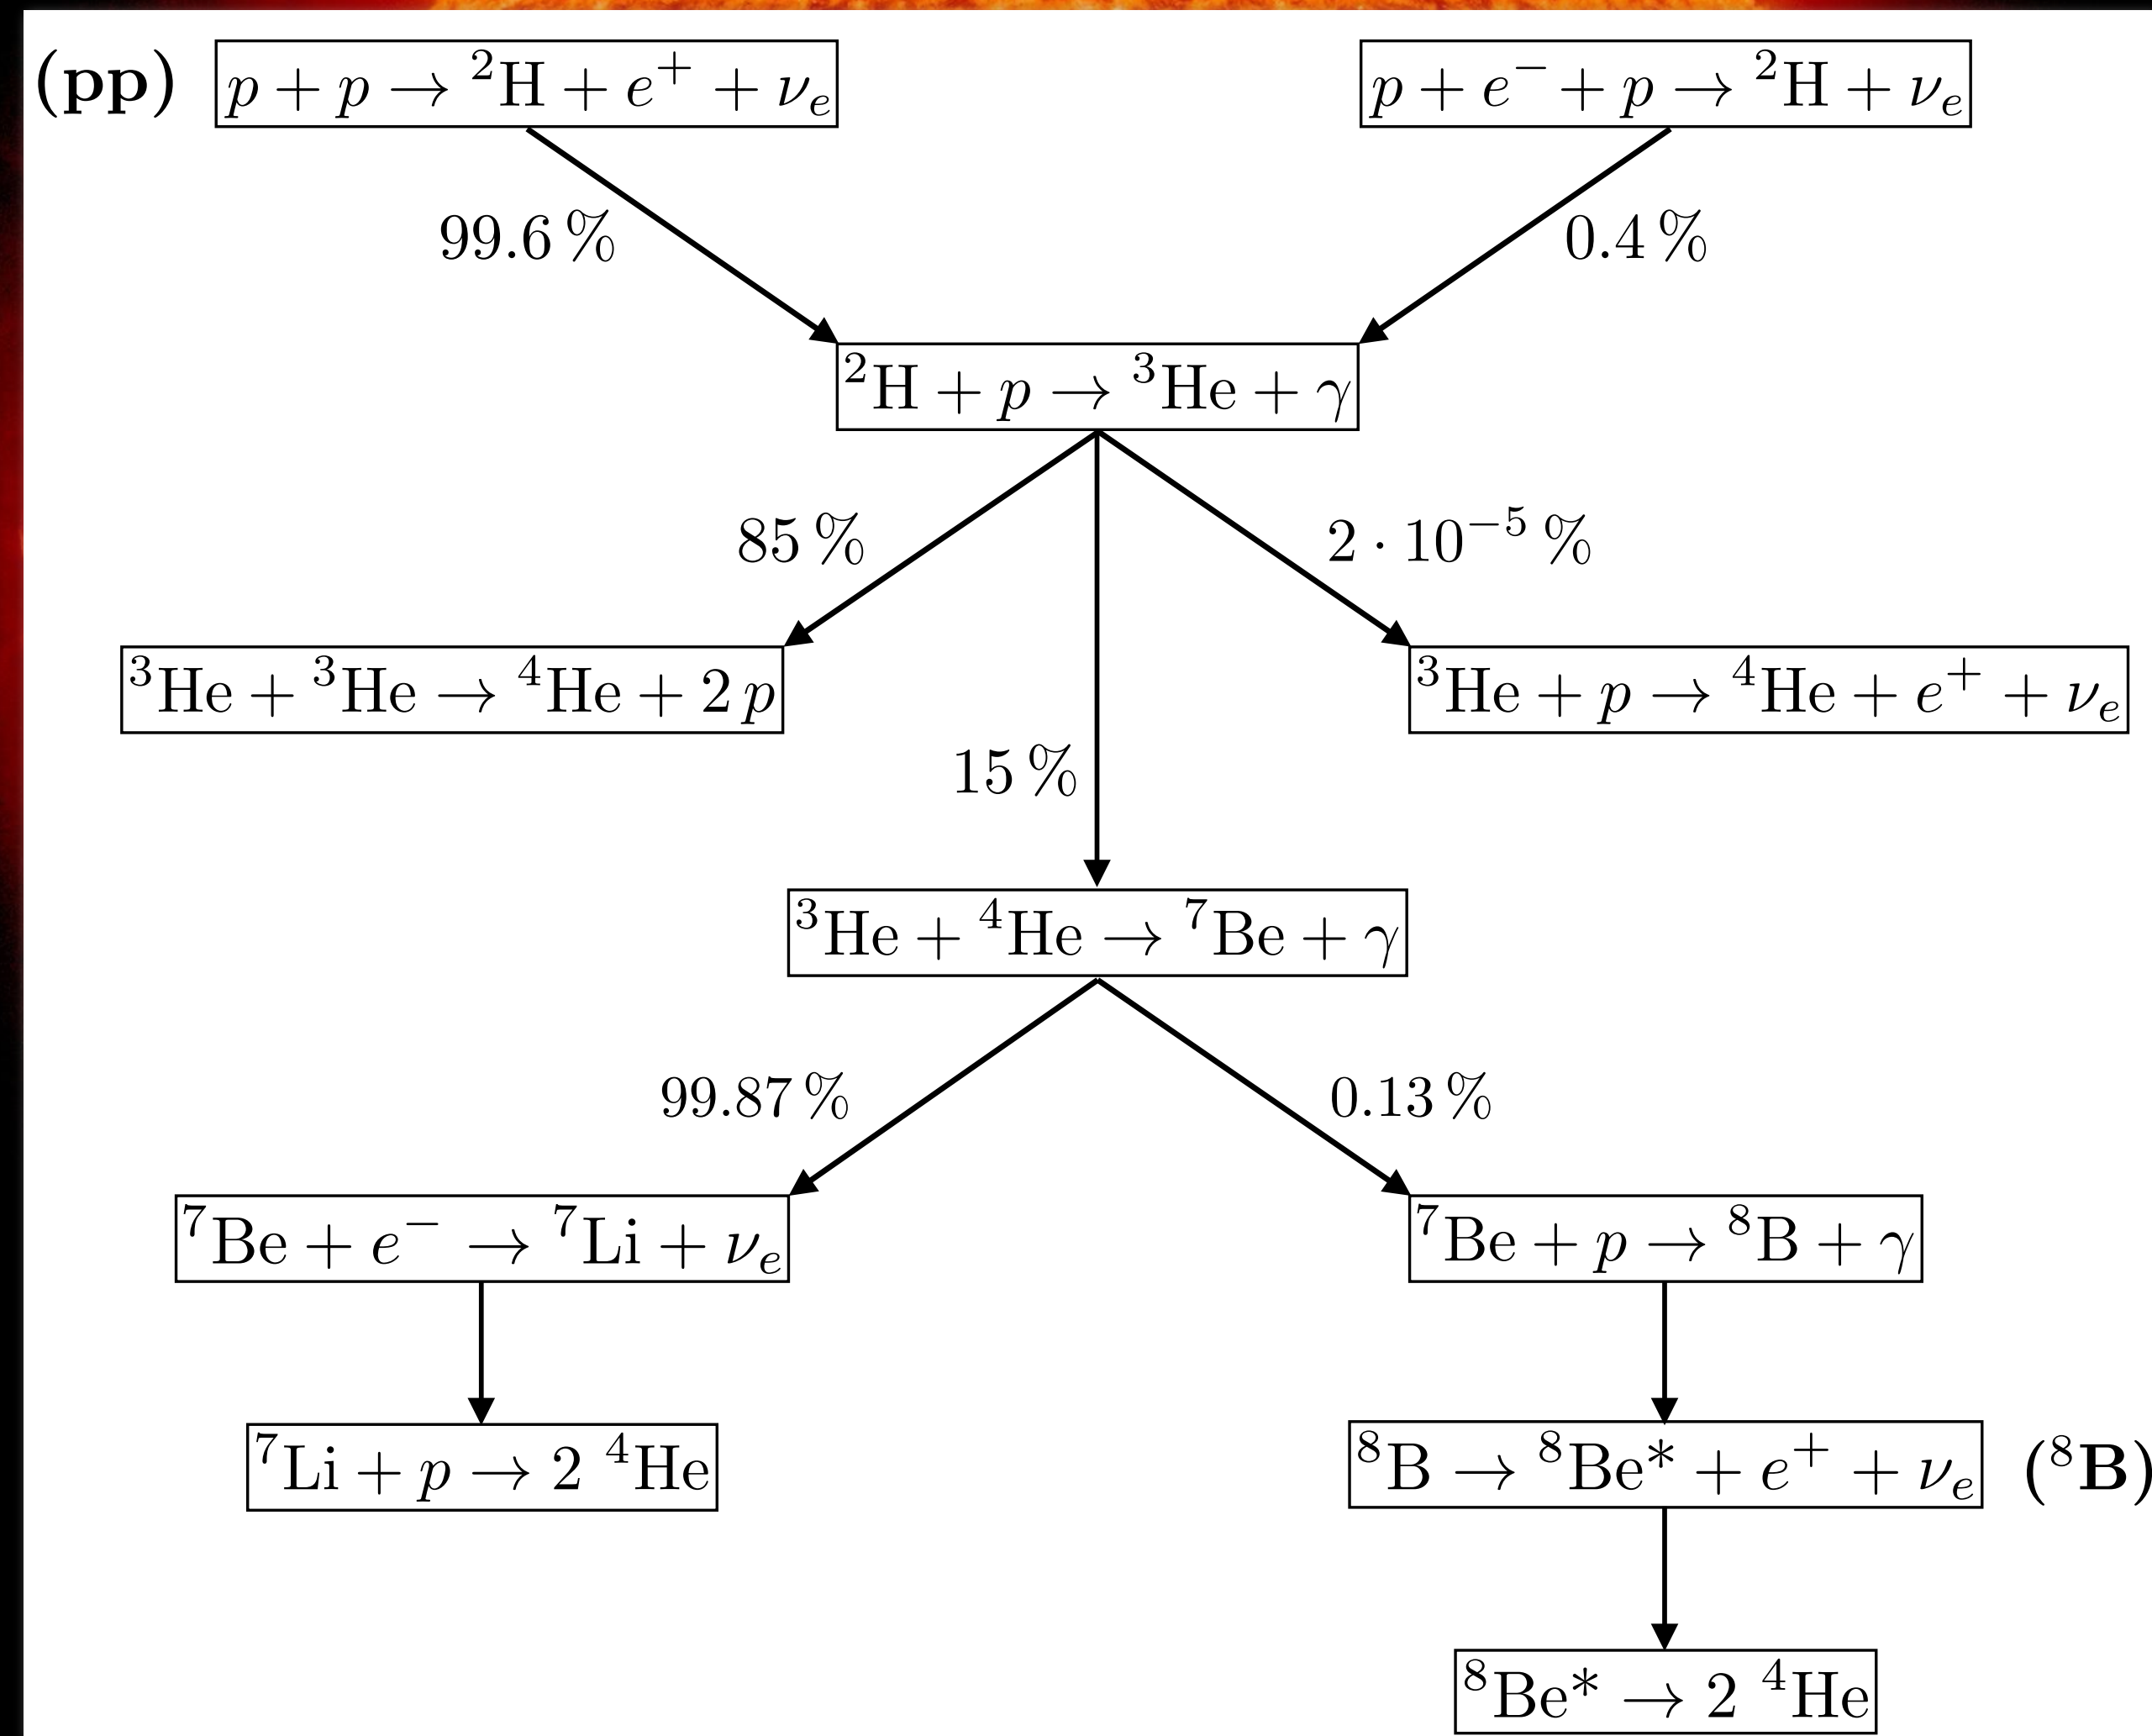 (pp) p + p → ²H + e⁺ + νₑ p + e⁻ + p → ²H + νₑ
99.6 % 0.4 %
²H + p → ³He + γ
85 % 2 · 10⁻⁵ %
³He + ³He → ⁴He + 2 p ³He + p → ⁴He + e⁺ + νₑ
15 %
³He + ⁴He → ⁷Be + γ
99.87 % 0.13 %
⁷Be + e⁻ → ⁷Li + νₑ ⁷Be + p → ⁸B + γ
⁷Li + p → 2 ⁴He ⁸B → ⁸Be* + e⁺ + νₑ (⁸B)
⁸Be* → 2 ⁴He